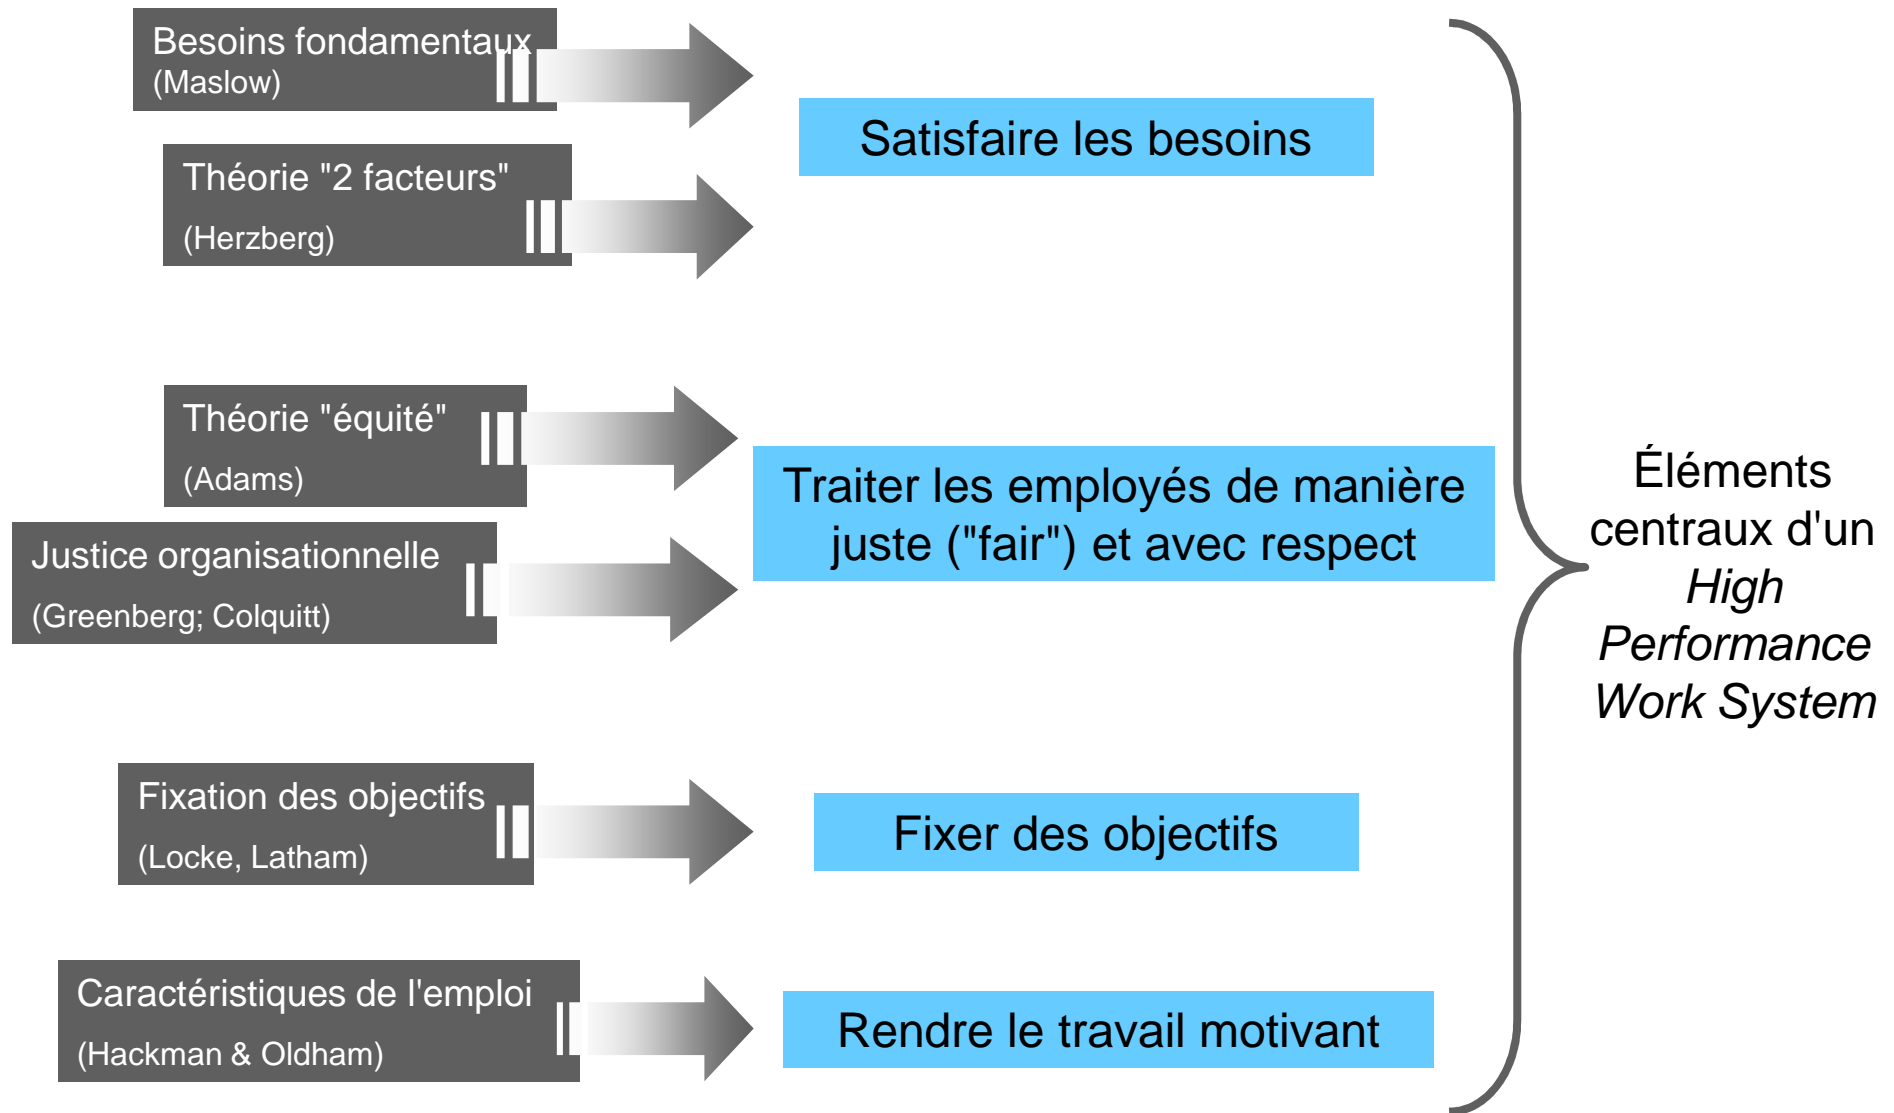 Besoins fondamentaux
(Maslow)
Satisfaire les besoins
Théorie "2 facteurs"
(Herzberg)
Théorie "équité"
(Adams)
Traiter les employés de manière
juste ("fair") et avec respect
Justice organisationnelle
(Greenberg; Colquitt)
Éléments
centraux d'un
High
Performance
Work System
Fixation des objectifs
(Locke, Latham)
Fixer des objectifs
Caractéristiques de l'emploi
(Hackman & Oldham)
Rendre le travail motivant